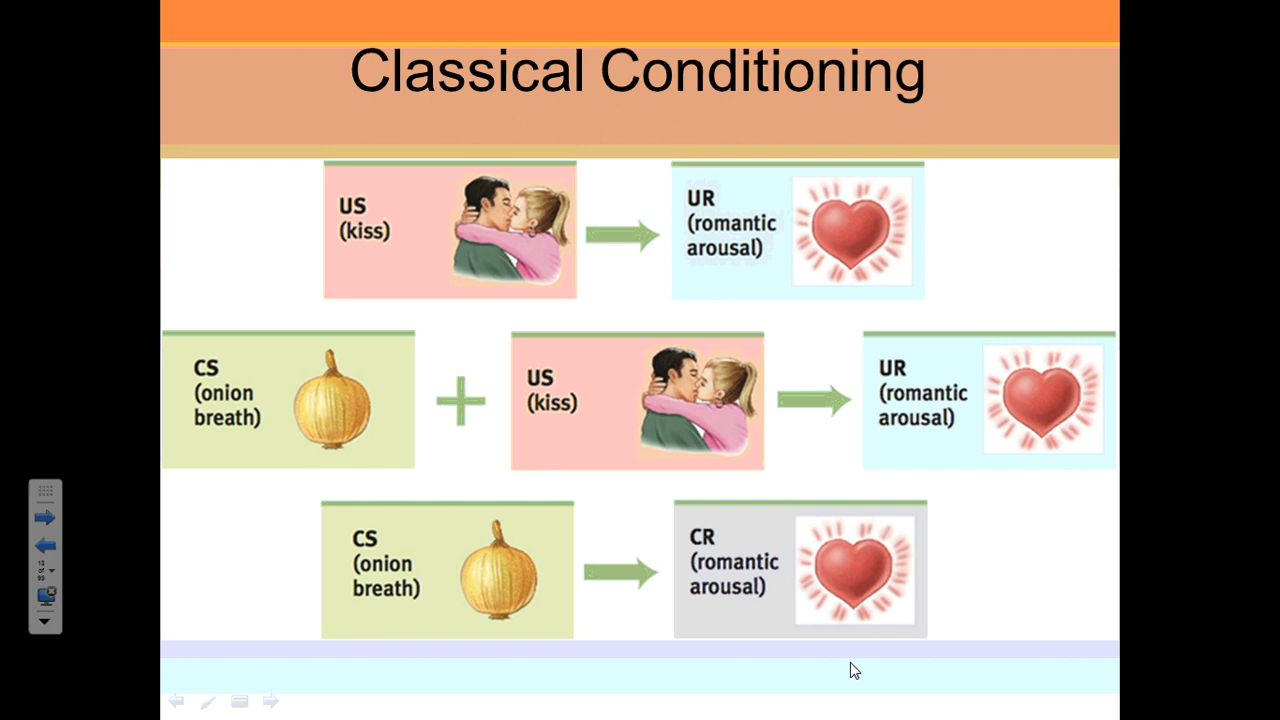 Classical Conditioning
US
(kiss)
UR
(romantic
arousal)
CS
(onion
breath)
US
(kiss)
UR
(romantic
arousal)
CS
(onion
breath)
CR
(romantic
arousal)